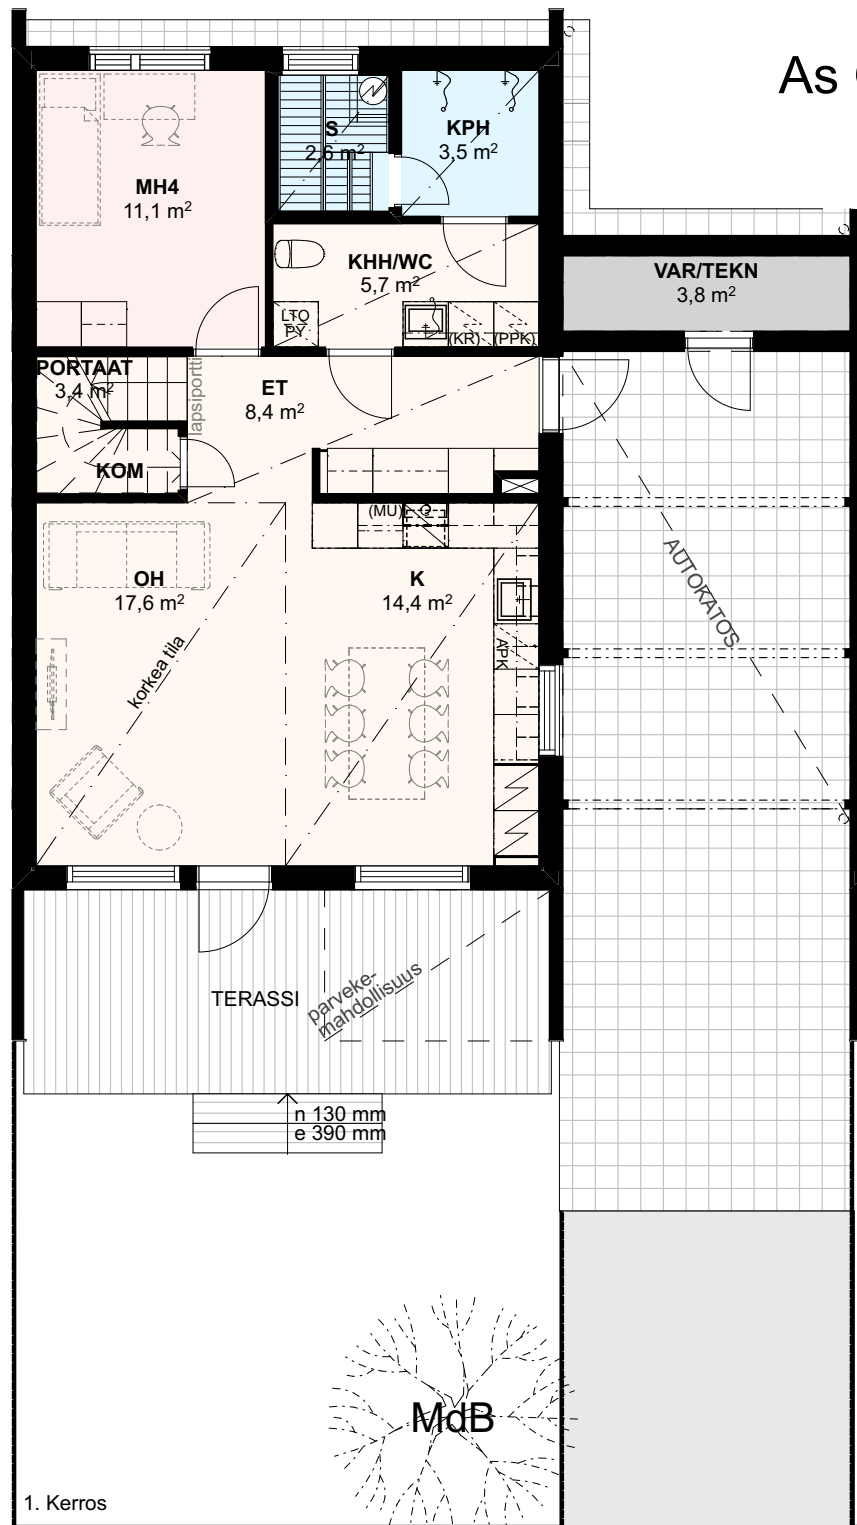 As
S
2,6 m²
KPH
3,5 m²
MH4
11,1 m²
KHH/WC
5,7 m²
VAR/TEKN
3,8 m²
LTO
PY
(KR)
(PPK)
PORTAAT
3,4 m²
lapsiportti
ET
8,4 m²
KOM
(MU)
OH
17,6 m²
K
14,4 m²
APK
korkea tila
AUTOKATOS
TERASSI
parveke-
mahdollisuus
n 130 mm
e 390 mm
MdB
1. Kerros